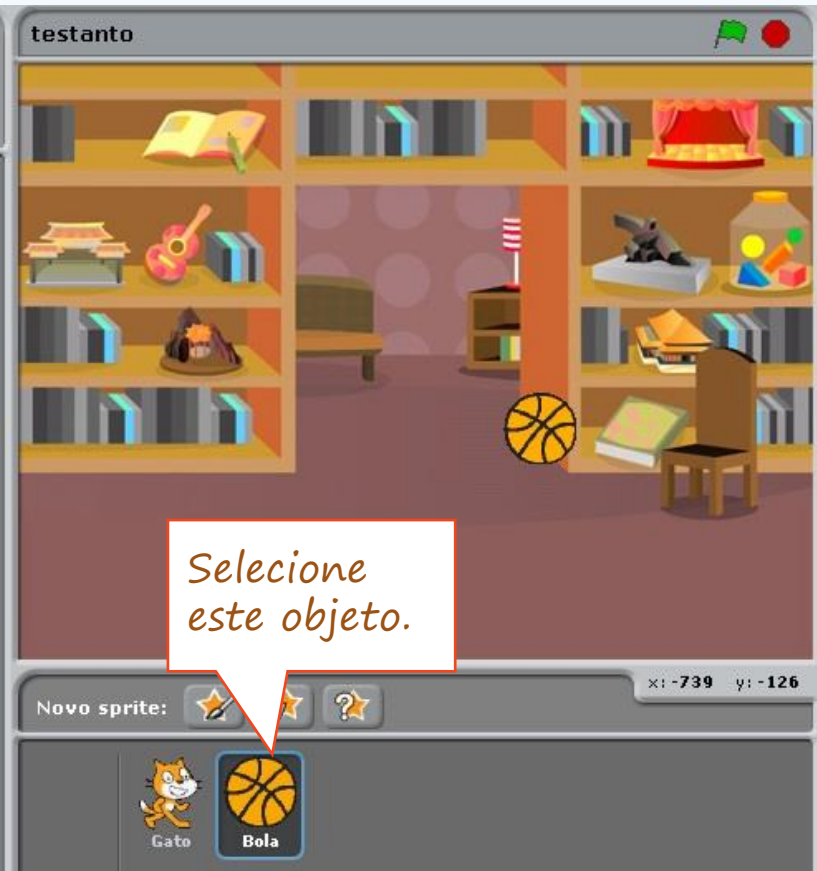 testanto
Selecione
este objeto.
x: -739 y: -126
Novo sprite:
Gato
Bola